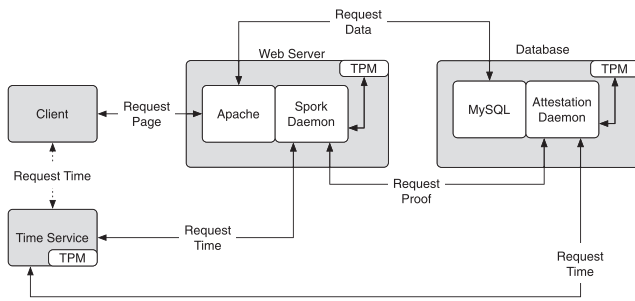 Request
Data
Web Server
Database
TPM
TPM
Client
Request
Page
Apache
Spork
Daemon
MySQL
Attestation
Daemon
Request Time
Request
Proof
Time Service
TPM
Request
Time
Request
Time